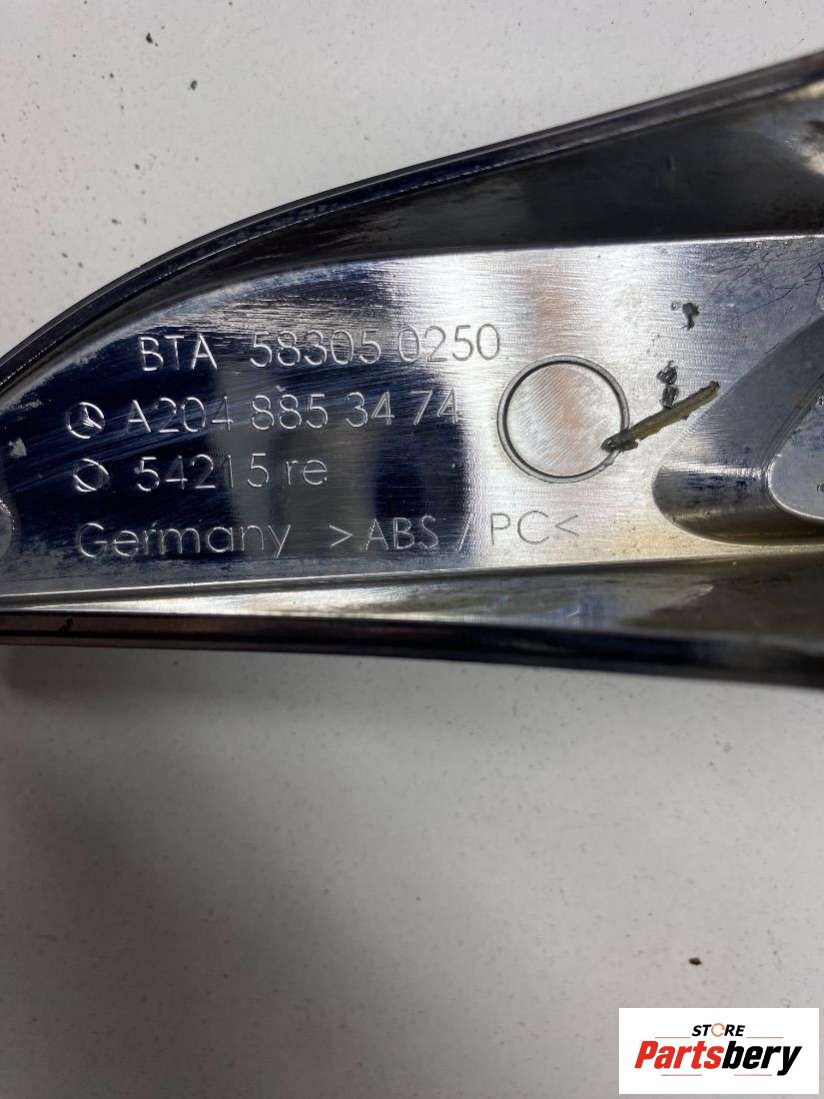 BTA 58305 0250
A204 885 34 74
54215 re
Germany >ABS / PC<
STORE
Partsbery